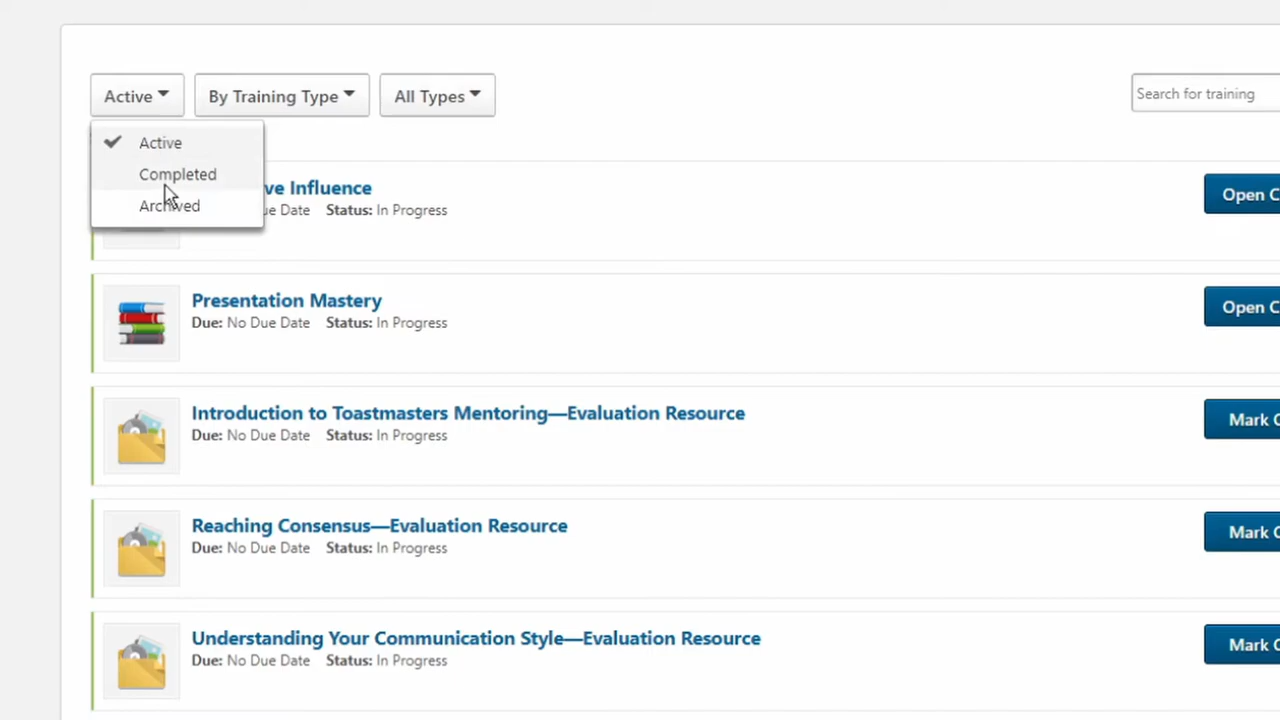 Active By Training Type All Types Search for training
Active
Completed
Archived
ve Influence
ue Date Status: In Progress
Open C
Presentation Mastery
Due: No Due Date Status: In Progress
Open C
Introduction to Toastmasters Mentoring—Evaluation Resource
Due: No Due Date Status: In Progress
Mark C
Reaching Consensus—Evaluation Resource
Due: No Due Date Status: In Progress
Mark C
Understanding Your Communication Style—Evaluation Resource
Due: No Due Date Status: In Progress
Mark C